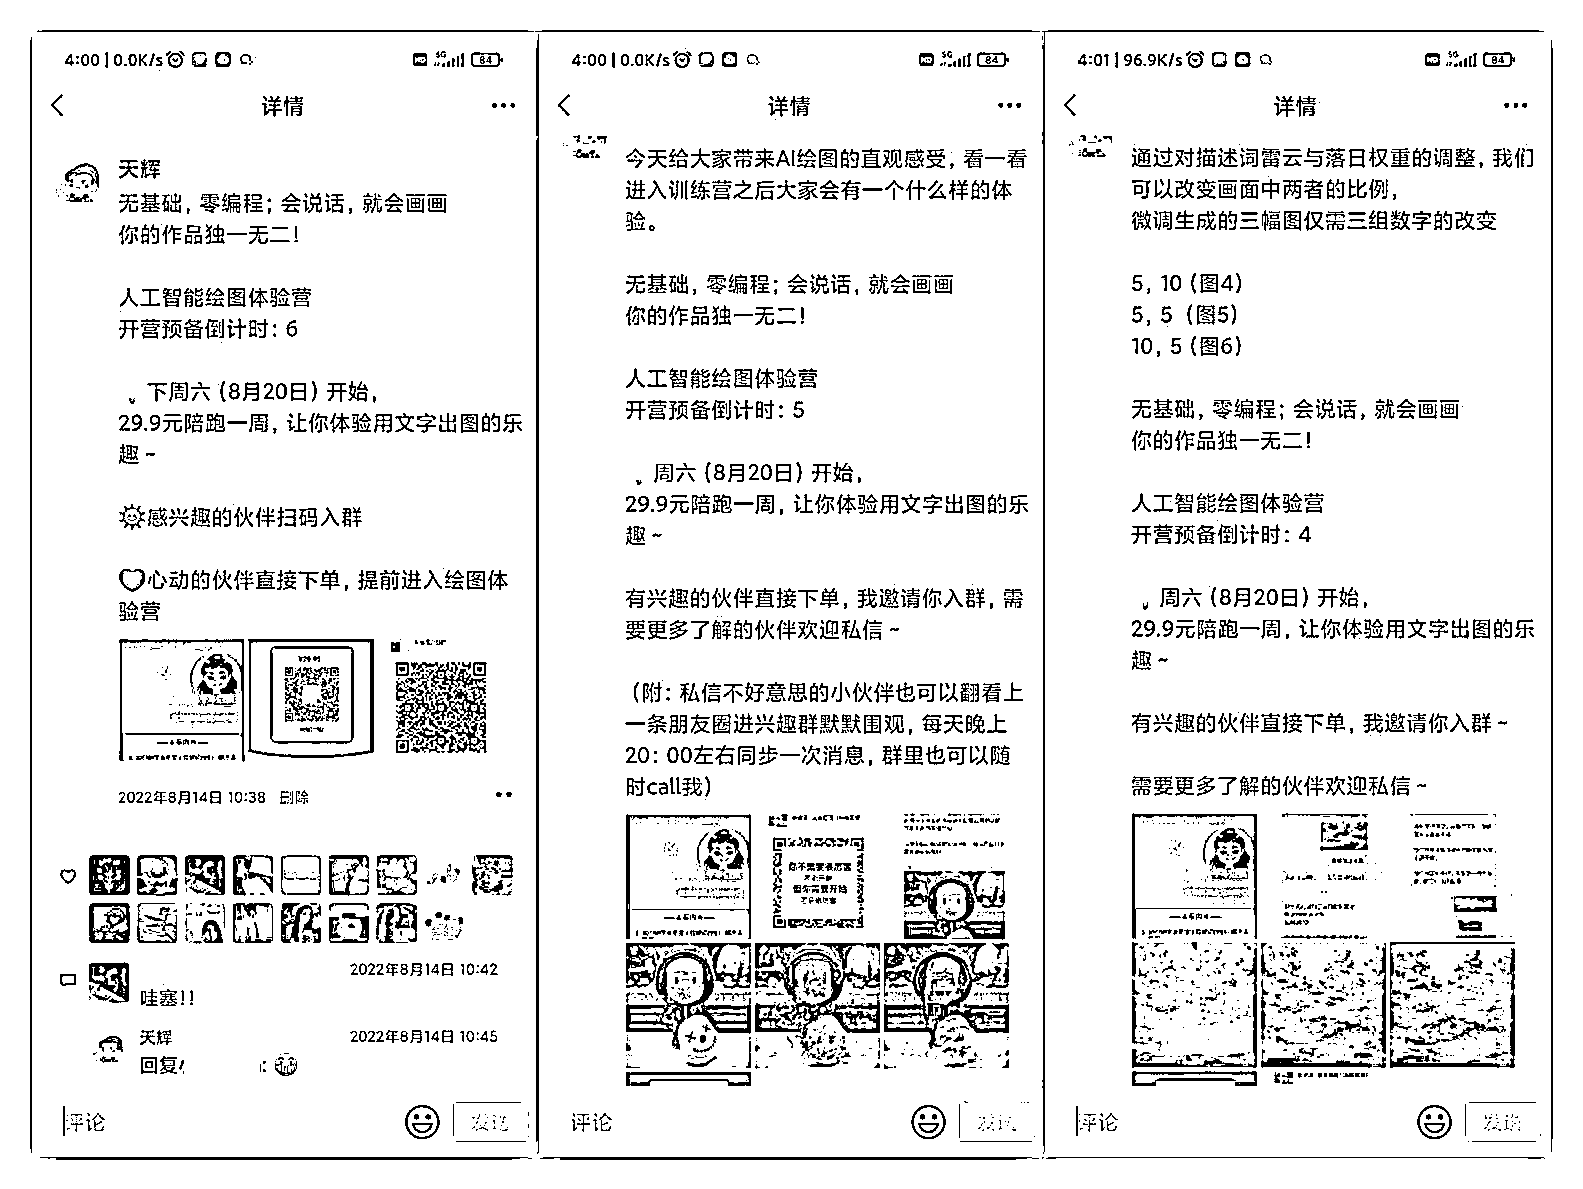 4:00 | 0.0K/s
84
详情
天辉
无基础，零编程；会说话，就会画画
你的作品独一无二！
人工智能绘图体验营
开营预备倒计时：6
下周六（8月20日）开始，
29.9元陪跑一周，让你体验用文字出图的乐
趣~
感兴趣的伙伴扫码入群
心动的伙伴直接下单，提前进入绘图体
验营
2022年8月14日 10:38 删除
2022年8月14日 10:42
哇塞！！
天辉
2022年8月14日 10:45
回复
评论
发送
4:00 | 0.0K/s
84
详情
今天给大家带来AI绘图的直观感受，看一看
进入训练营之后大家会有一个什么样的体
验。
无基础，零编程；会说话，就会画画
你的作品独一无二！
人工智能绘图体验营
开营预备倒计时：5
周六（8月20日）开始，
29.9元陪跑一周，让你体验用文字出图的乐
趣~
有兴趣的伙伴直接下单，我邀请你入群，需
要更多了解的伙伴欢迎私信~
（附：私信不好意思的小伙伴也可以翻看上
一条朋友圈进兴趣群默默围观，每天晚上
20：00左右同步一次消息，群里也可以随
时call我）
但你需要开始
评论
发送
4:01 | 96.9K/s
84
详情
通过对描述词雷云与落日权重的调整，我们
可以改变画面中两者的比例，
微调生成的三幅图仅需三组数字的改变
5，10（图4）
5，5（图5）
10，5（图6）
无基础，零编程；会说话，就会画画
你的作品独一无二！
人工智能绘图体验营
开营预备倒计时：4
周六（8月20日）开始，
29.9元陪跑一周，让你体验用文字出图的乐
趣~
有兴趣的伙伴直接下单，我邀请你入群~
需要更多了解的伙伴欢迎私信~
评论
发送